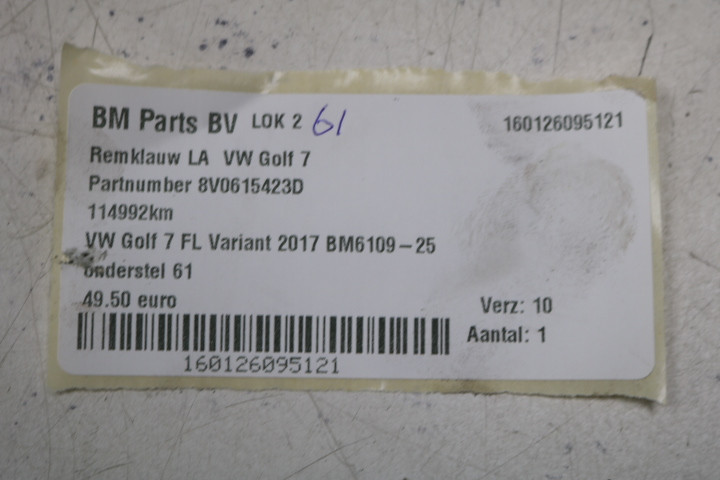 BM Parts BV LOK 2 61 160126095121
Remklauw LA VW Golf 7
Partnumber 8V0615423D
114992km
VW Golf 7 FL Variant 2017 BM6109-25
onderstel 61
49.50 euro Verz: 10
Aantal: 1
160126095121